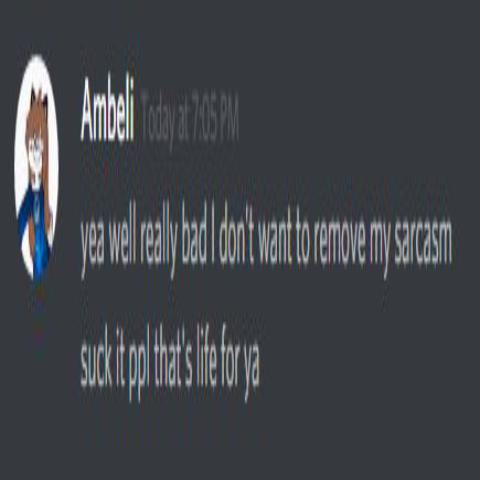 Ambeli Today at 7:05 PM
yea well really bad I don't want to remove my sarcasm
suck it ppl that's life for ya